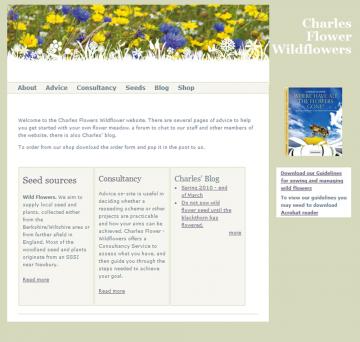 Charles
Flower
Wildflowers
About Advice Consultancy Seeds Blog Shop
Welcome to the Charles Flowers Wildflower website. There are several pages of advice to help
you get started with your own flower meadow, a forum to chat to our staff and other members of
the website, there is also Charles' blog.
To order from our shop download the order form and pop it in the post to us.
Seed sources
Wild Flowers. We aim to
supply local seed and
plants, collected either
from the
Berkshire/Wiltshire area or
from further afield in
England. Most of the
woodland seed and plants
originate from an SSSI
near Newbury.
Read more
Consultancy
Advice on-site is useful in
deciding whether a
reseeding scheme or other
projects are practicable
and how your aims can be
achieved. Charles Flower -
Wildflowers offers a
Consultancy Service to
assess what you have, and
then guide you through the
steps needed to achieve
your goal.
Read more
Charles' Blog
Spring 2010 - end
of March
Do not sow wild
flower seed until the
blackthorn has
flowered.
more
WHERE HAVE ALL
THE FLOWERS
GONE?
Download our Guidelines
for sowing and managing
wild flowers
To view our guidelines you
may need to download
Acrobat reader